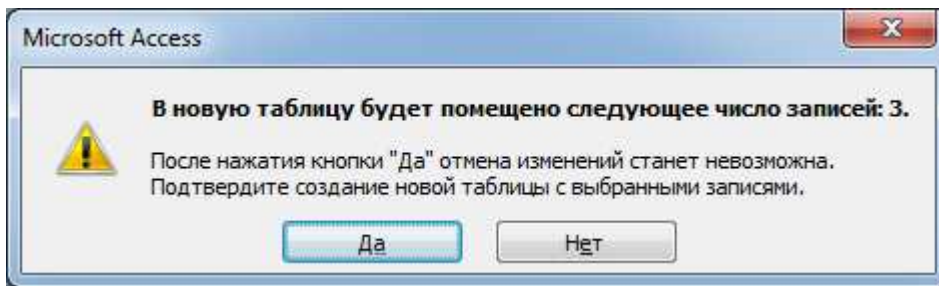 Microsoft Access
В новую таблицу будет помещено следующее число записей: 3.
После нажатия кнопки "Да" отмена изменений станет невозможна.
Подтвердите создание новой таблицы с выбранными записями.
Да
Нет